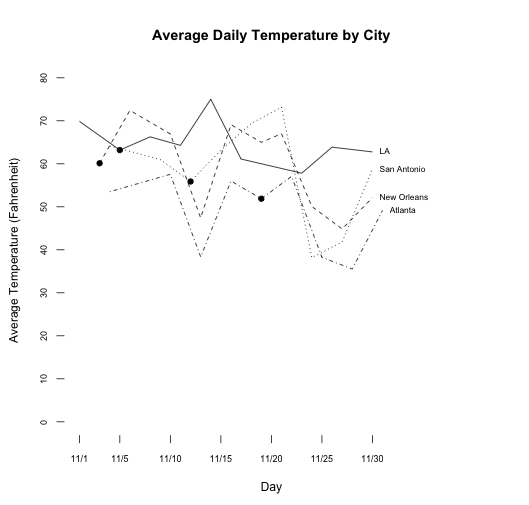 Average Daily Temperature by City
Average Temperature (Fahrenheit)
80
70
60
50
40
30
20
10
0
LA
San Antonio
New Orleans
Atlanta
11/1 11/5 11/10 11/15 11/20 11/25 11/30
Day